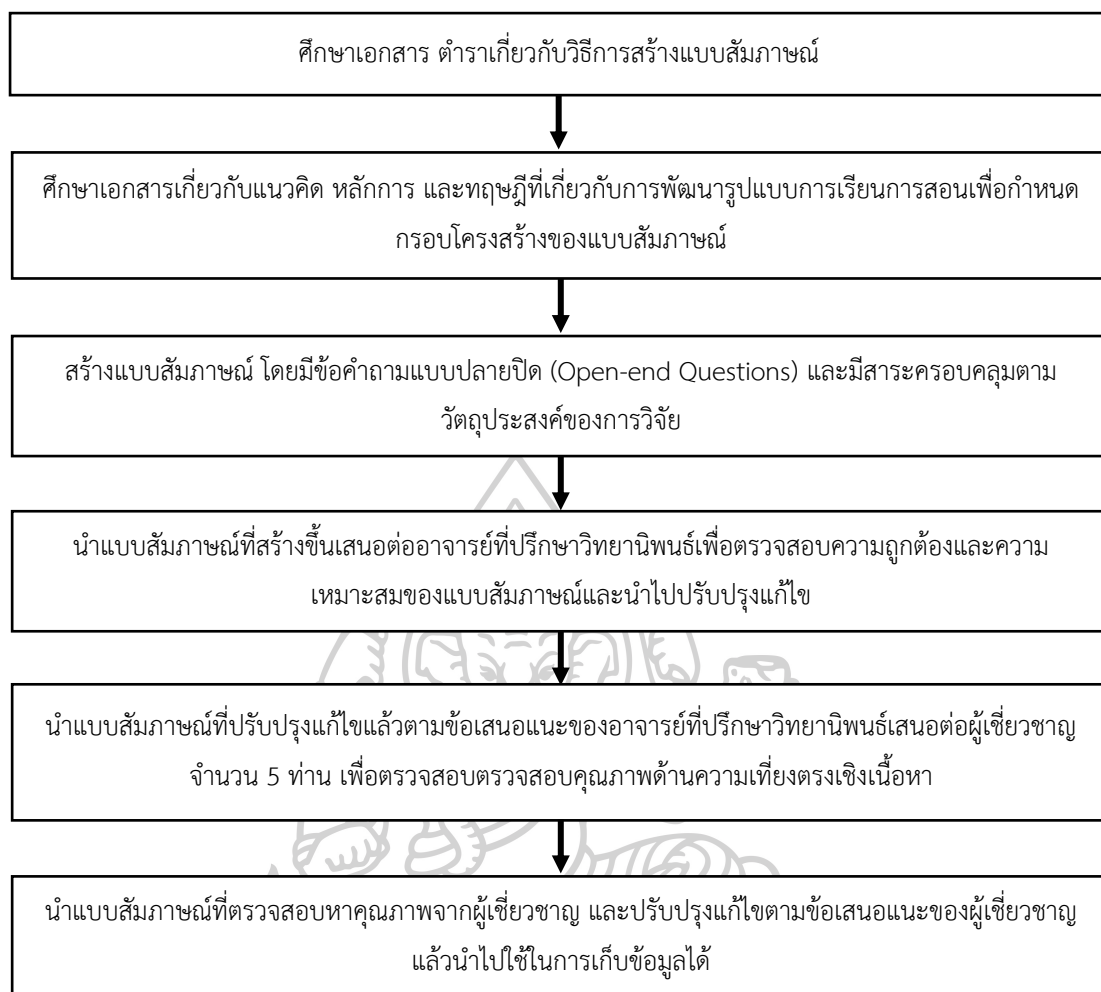 ศึกษาเอกสาร ตำราเกี่ยวกับวิธีการสร้างแบบสัมภาษณ์
ศึกษาเอกสารเกี่ยวกับแนวคิด หลักการ และทฤษฎีที่เกี่ยวกับการพัฒนารูปแบบการเรียนการสอนเพื่อกำหนด
กรอบโครงสร้างของแบบสัมภาษณ์
สร้างแบบสัมภาษณ์ โดยมีข้อคำถามแบบปลายปิด (Open-end Questions) และมีสาระครอบคลุมตาม
วัตถุประสงค์ของการวิจัย
นำแบบสัมภาษณ์ที่สร้างขึ้นเสนอต่ออาจารย์ที่ปรึกษาวิทยานิพนธ์เพื่อตรวจสอบความถูกต้องและความ
เหมาะสมของแบบสัมภาษณ์และนำไปปรับปรุงแก้ไข
นำแบบสัมภาษณ์ที่ปรับปรุงแก้ไขแล้วตามข้อเสนอแนะของอาจารย์ที่ปรึกษาวิทยานิพนธ์เสนอต่อผู้เชี่ยวชาญ
จำนวน 5 ท่าน เพื่อตรวจสอบตรวจสอบคุณภาพด้านความเที่ยงตรงเชิงเนื้อหา
นำแบบสัมภาษณ์ที่ตรวจสอบหาคุณภาพจากผู้เชี่ยวชาญ และปรับปรุงแก้ไขตามข้อเสนอแนะของผู้เชี่ยวชาญ
แล้วนำไปใช้ในการเก็บข้อมูลได้